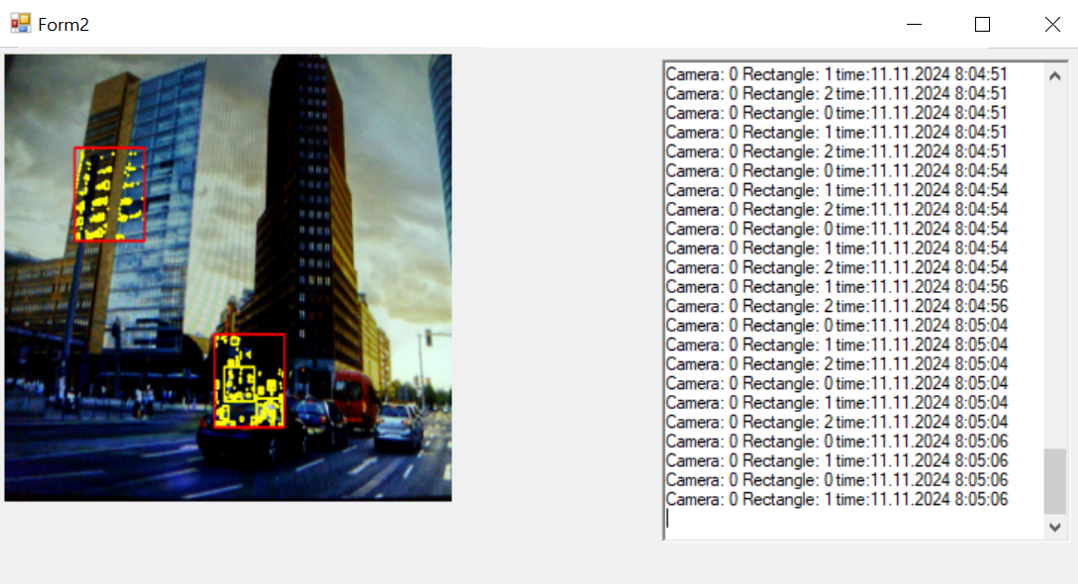 Form2
Camera: 0 Rectangle: 1 time:11.11.2024 8:04:51
Camera: 0 Rectangle: 2 time:11.11.2024 8:04:51
Camera: 0 Rectangle: 0 time:11.11.2024 8:04:51
Camera: 0 Rectangle: 1 time:11.11.2024 8:04:51
Camera: 0 Rectangle: 2 time:11.11.2024 8:04:51
Camera: 0 Rectangle: 0 time:11.11.2024 8:04:54
Camera: 0 Rectangle: 1 time:11.11.2024 8:04:54
Camera: 0 Rectangle: 2 time:11.11.2024 8:04:54
Camera: 0 Rectangle: 0 time:11.11.2024 8:04:54
Camera: 0 Rectangle: 1 time:11.11.2024 8:04:54
Camera: 0 Rectangle: 2 time:11.11.2024 8:04:54
Camera: 0 Rectangle: 1 time:11.11.2024 8:04:56
Camera: 0 Rectangle: 2 time:11.11.2024 8:04:56
Camera: 0 Rectangle: 0 time:11.11.2024 8:05:04
Camera: 0 Rectangle: 1 time:11.11.2024 8:05:04
Camera: 0 Rectangle: 2 time:11.11.2024 8:05:04
Camera: 0 Rectangle: 0 time:11.11.2024 8:05:04
Camera: 0 Rectangle: 1 time:11.11.2024 8:05:04
Camera: 0 Rectangle: 2 time:11.11.2024 8:05:04
Camera: 0 Rectangle: 0 time:11.11.2024 8:05:06
Camera: 0 Rectangle: 1 time:11.11.2024 8:05:06
Camera: 0 Rectangle: 0 time:11.11.2024 8:05:06
Camera: 0 Rectangle: 1 time:11.11.2024 8:05:06